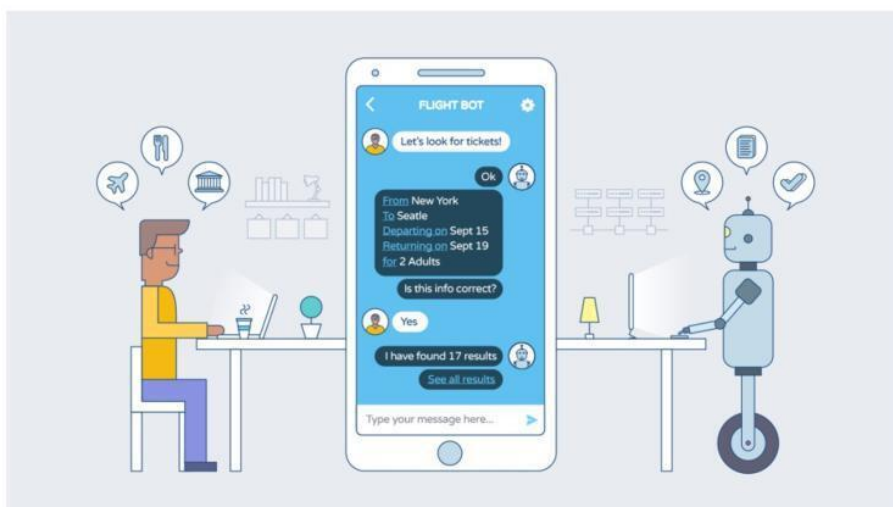 FLIGHT BOT
Let's look for tickets!
Ok
From New York
To Seatle
Departing on Sept 15
Returning on Sept 19
for 2 Adults
Is this info correct?
Yes
I have found 17 results
See all results
Type your message here...